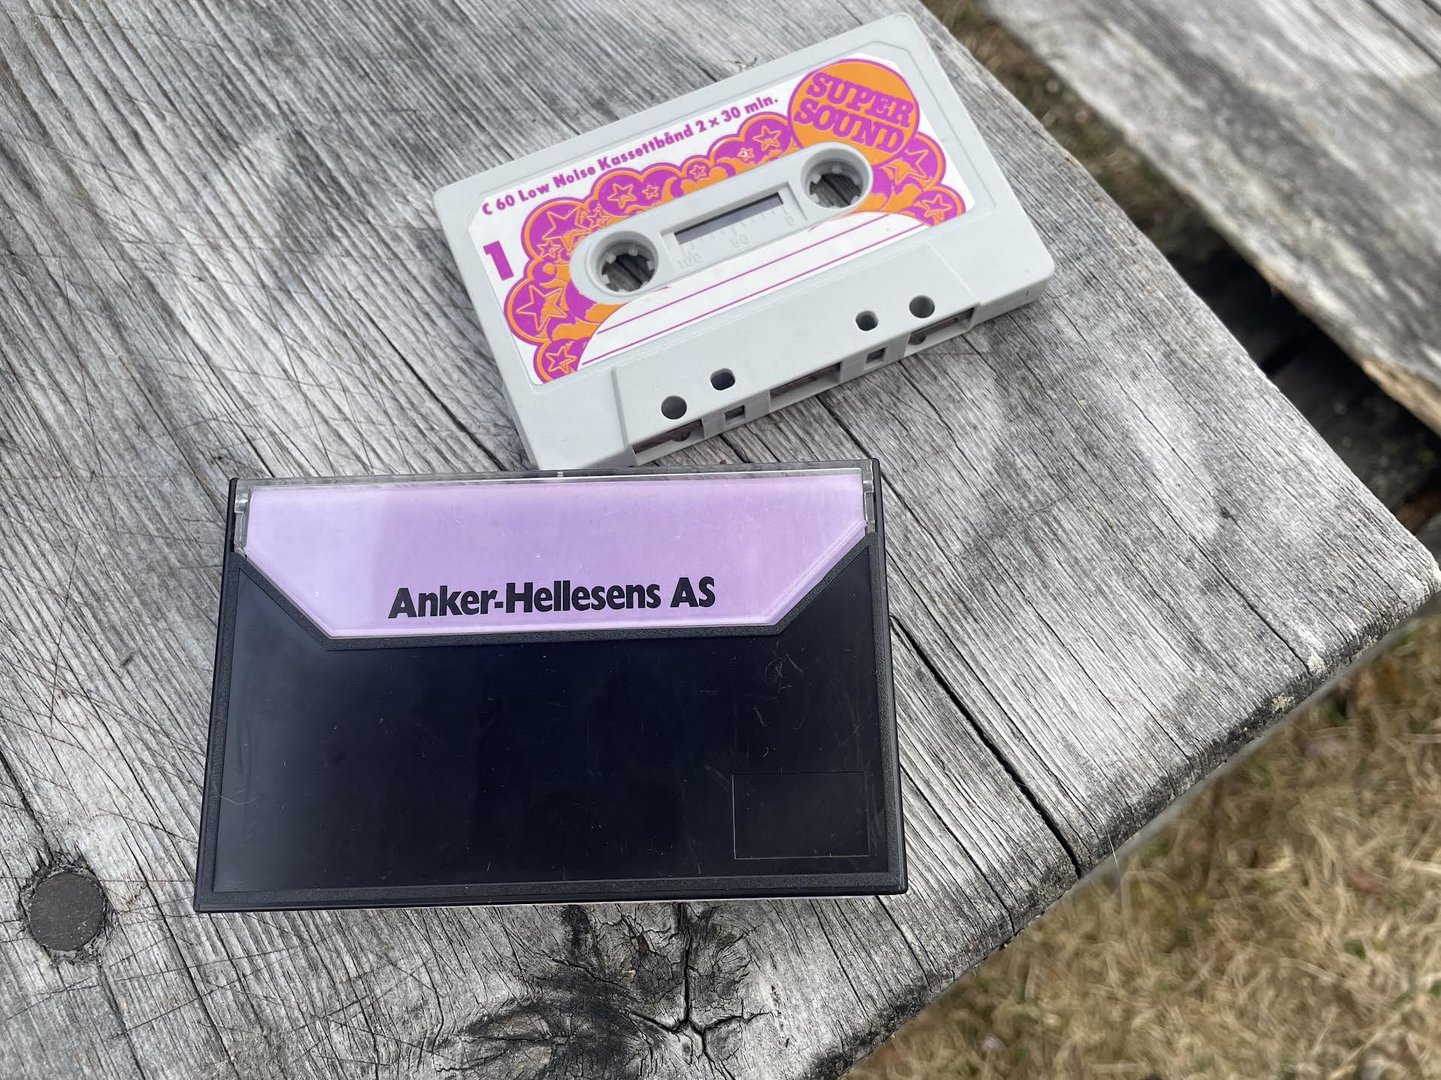 C 60 Low Noise Kassettbånd 2 x 30 min.
SUPER
SOUND
1
100 50 0
Anker-Hellesens AS